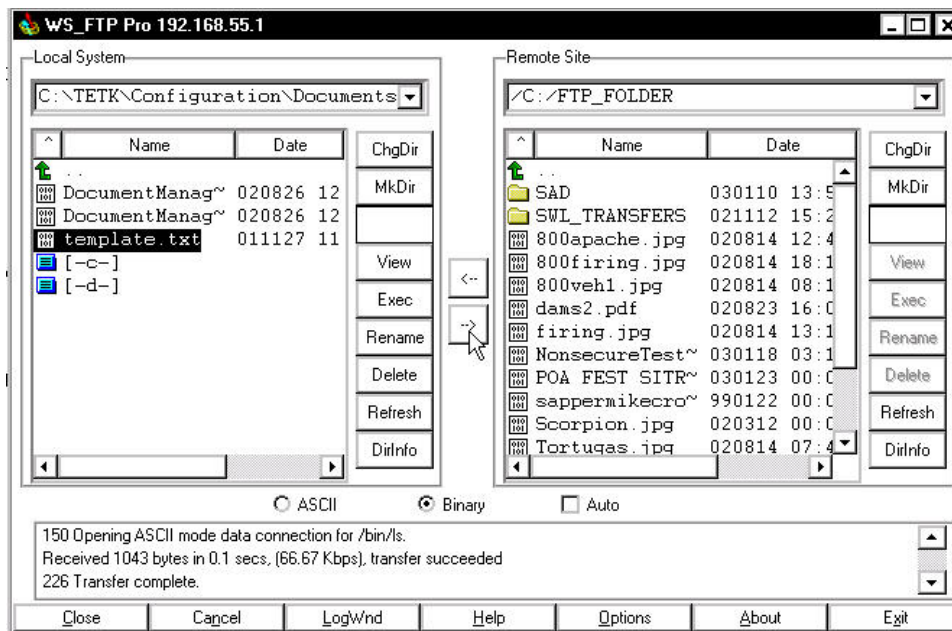 WS_FTP Pro 192.168.55.1
Local System
C:\TETK\Configuration\Documents
^ Name Date
..
DocumentManag~ 020826 12
DocumentManag~ 020826 12
template.txt 011127 11
[-c-]
[-d-]
ChgDir
MkDir
View
Exec
Rename
Delete
Refresh
DirInfo
<--
-->
Remote Site
/C:/FTP_FOLDER
^ Name Date
..
SAD 030110 13:5
SWL_TRANSFERS 021112 15:2
800apache.jpg 020814 12:4
800firing.jpg 020814 18:1
800veh1.jpg 020814 08:1
dams2.pdf 020823 16:0
firing.jpg 020814 13:1
NonsecureTest~ 030118 03:1
POA FEST SITR~ 030123 00:0
sappermikecro~ 990122 00:0
Scorpion.jpg 020312 00:0
Tortugas.jpg 020814 07:4
ChgDir
MkDir
View
Exec
Rename
Delete
Refresh
DirInfo
ASCII Binary Auto
150 Opening ASCII mode data connection for /bin/ls.
Received 1043 bytes in 0.1 secs, (66.67 Kbps), transfer succeeded
226 Transfer complete.
Close Cancel LogWnd Help Options About Exit